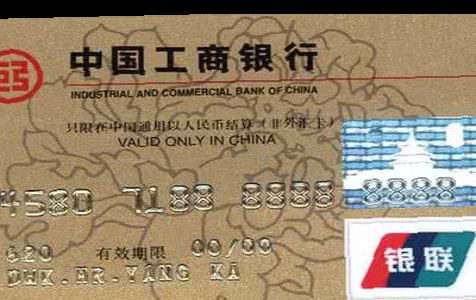 中国工商银行
INDUSTRIAL AND COMMERCIAL BANK OF CHINA
只限在中国通用以人民币结算(非外汇卡)
VALID ONLY IN CHINA
4580 7188 8888 8888
620 有效期限 00/00
银联
DWK.HR.YANG KA